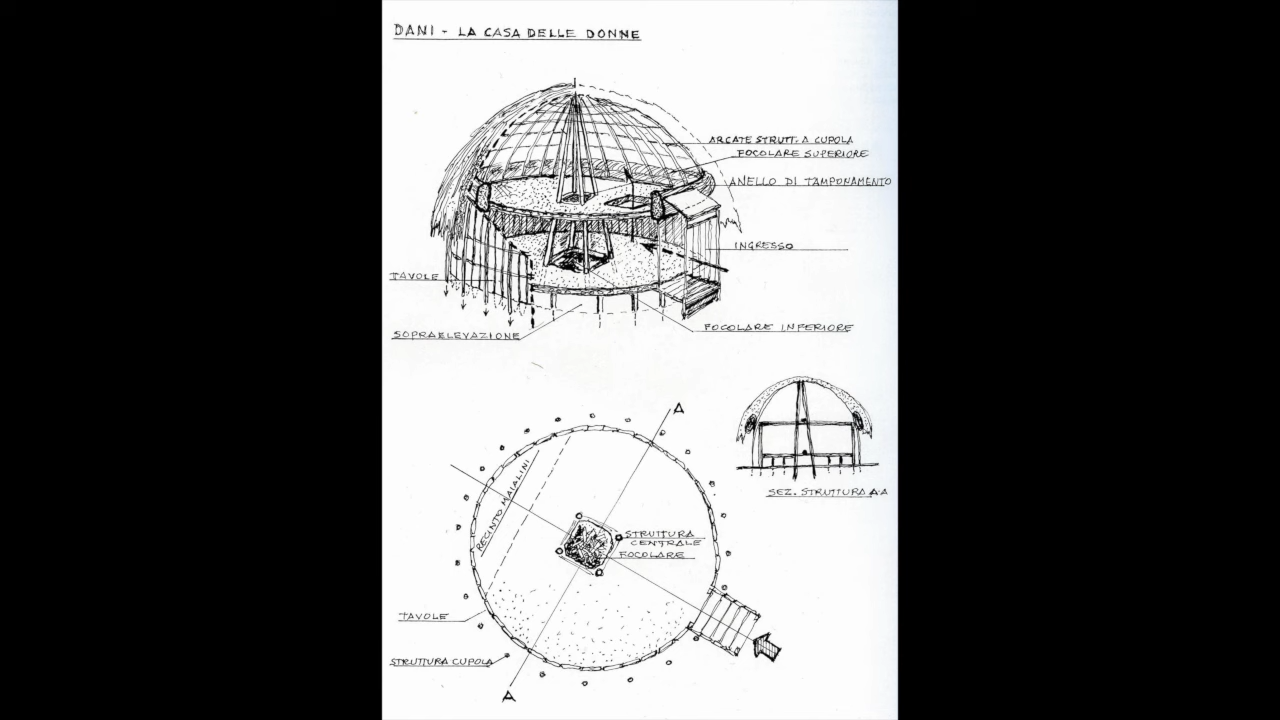 DANI - LA CASA DELLE DONNE
ARCATE STRUTT. A CUPOLA
FOCOLARE SUPERIORE
ANELLO DI TAMPONAMENTO
INGRESSO
TAVOLE
SOPRAELEVAZIONE
FOCOLARE INFERIORE
A
SEZ. STRUTTURA AA
RECINTO MAIALINI
STRUTTURA
CENTRALE
FOCOLARE
TAVOLE
STRUTTURA CUPOLA
A